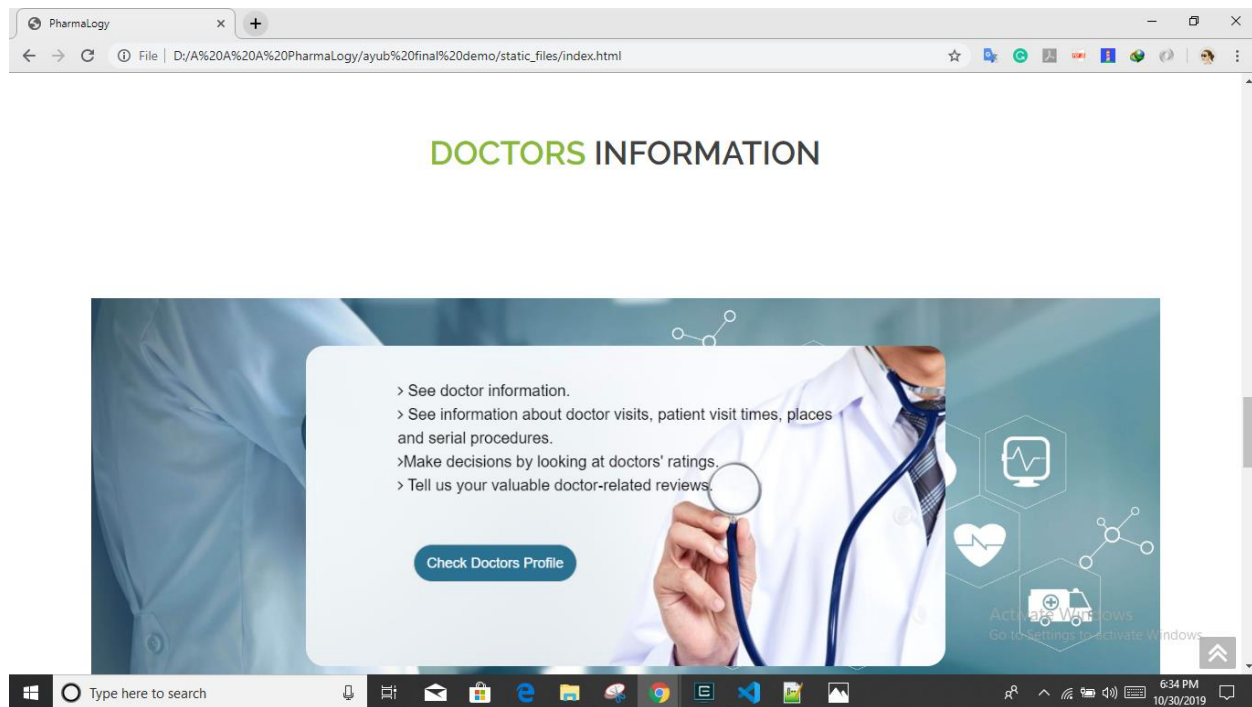 PharmaLogy
File | D:/A%20A%20A%20PharmaLogy/ayub%20final%20demo/static_files/index.html
DOCTORS INFORMATION
> See doctor information.
> See information about doctor visits, patient visit times, places
and serial procedures.
>Make decisions by looking at doctors' ratings.
> Tell us your valuable doctor-related reviews.
Check Doctors Profile
Activate Windows
Go to Settings to activate Windows.
Type here to search
6:34 PM
10/30/2019